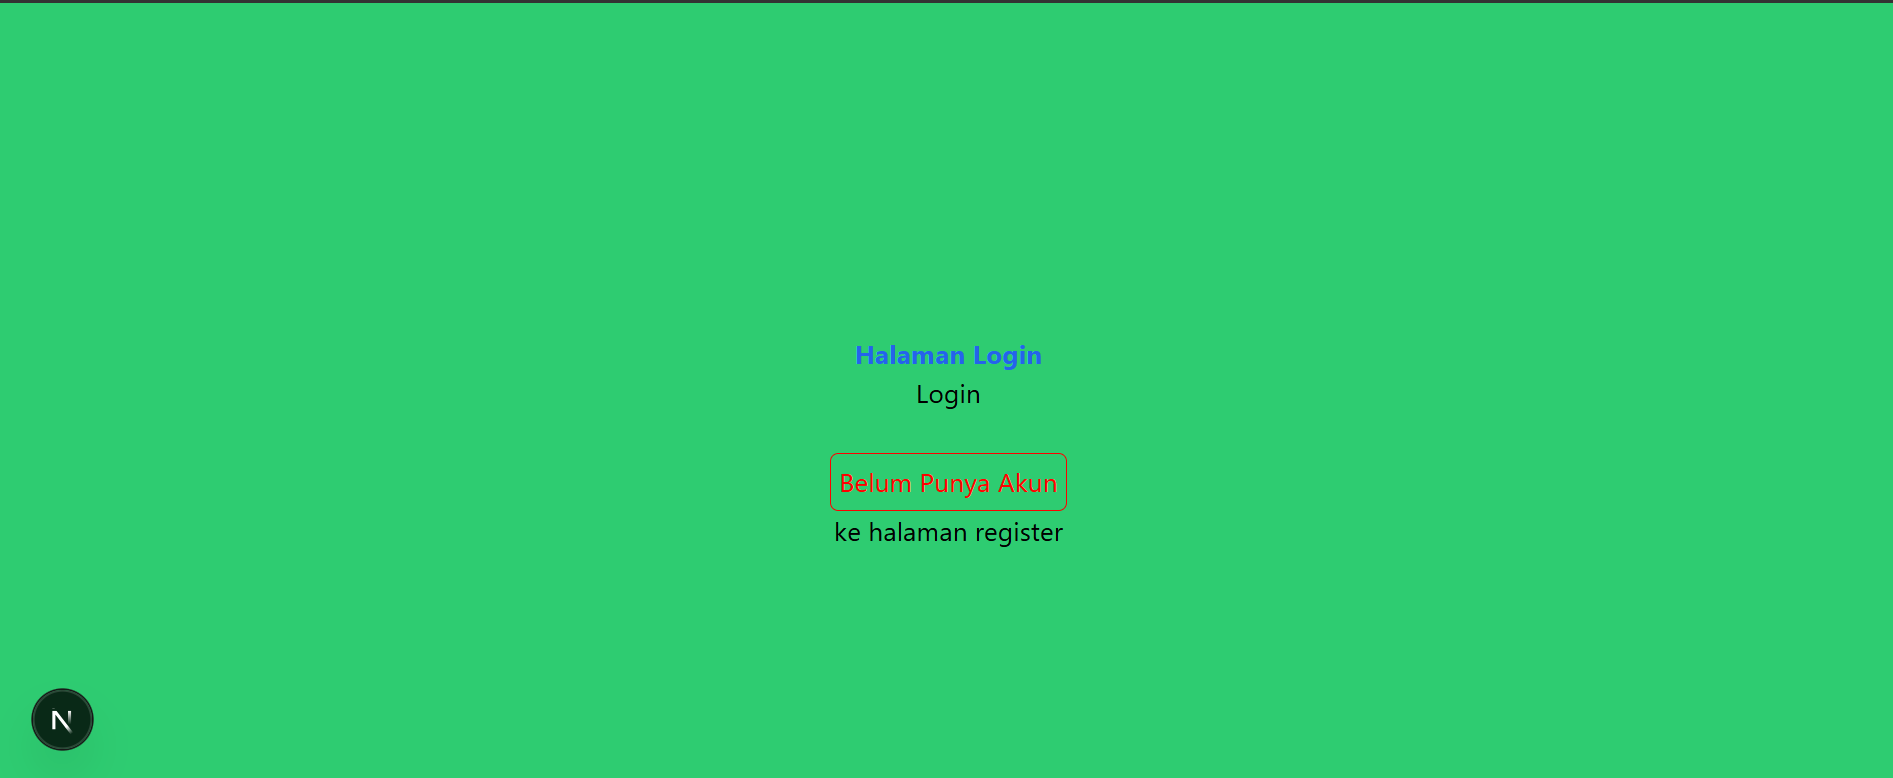 Halaman Login
Login
Belum Punya Akun
ke halaman register
N